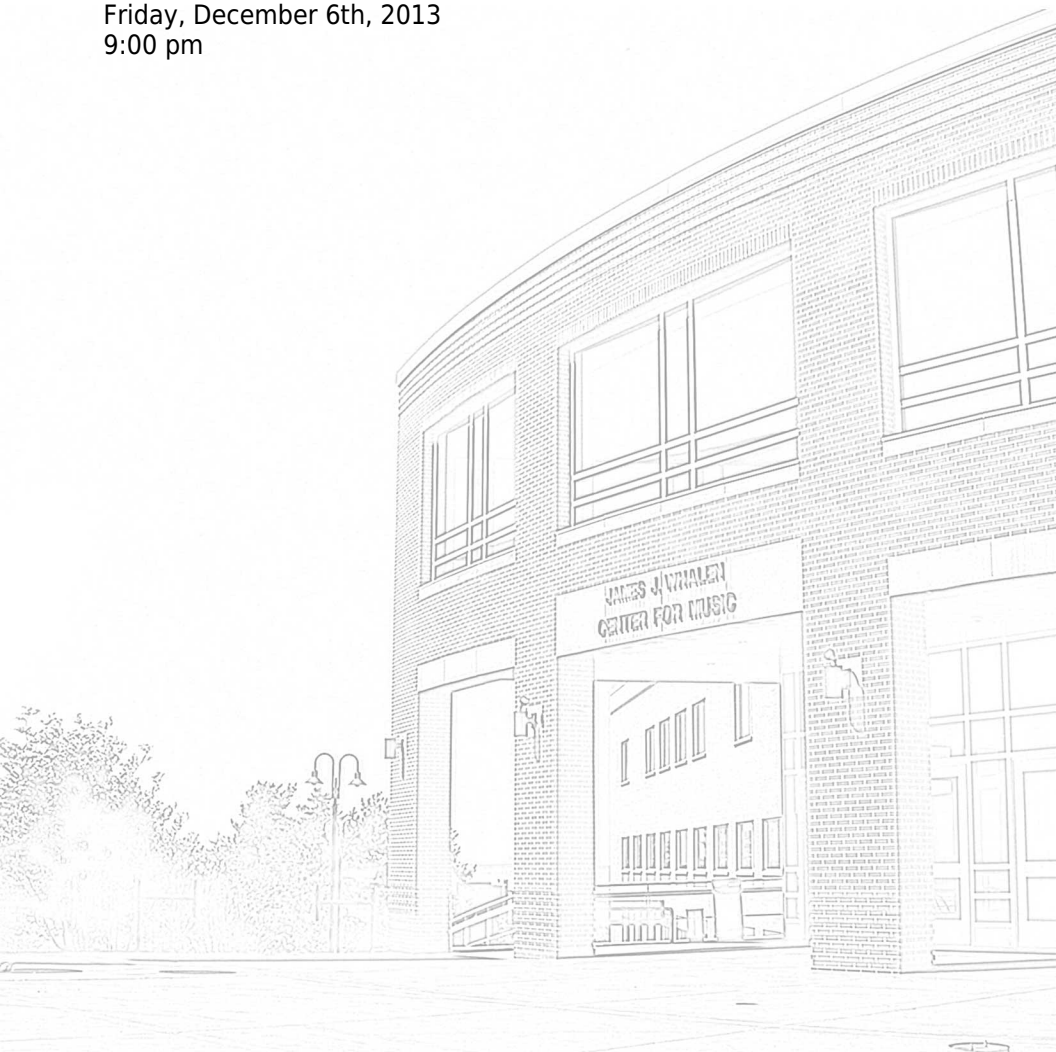 Friday, December 6th, 2013
9:00 pm
JAMES J. WHALEN
CENTER FOR MUSIC